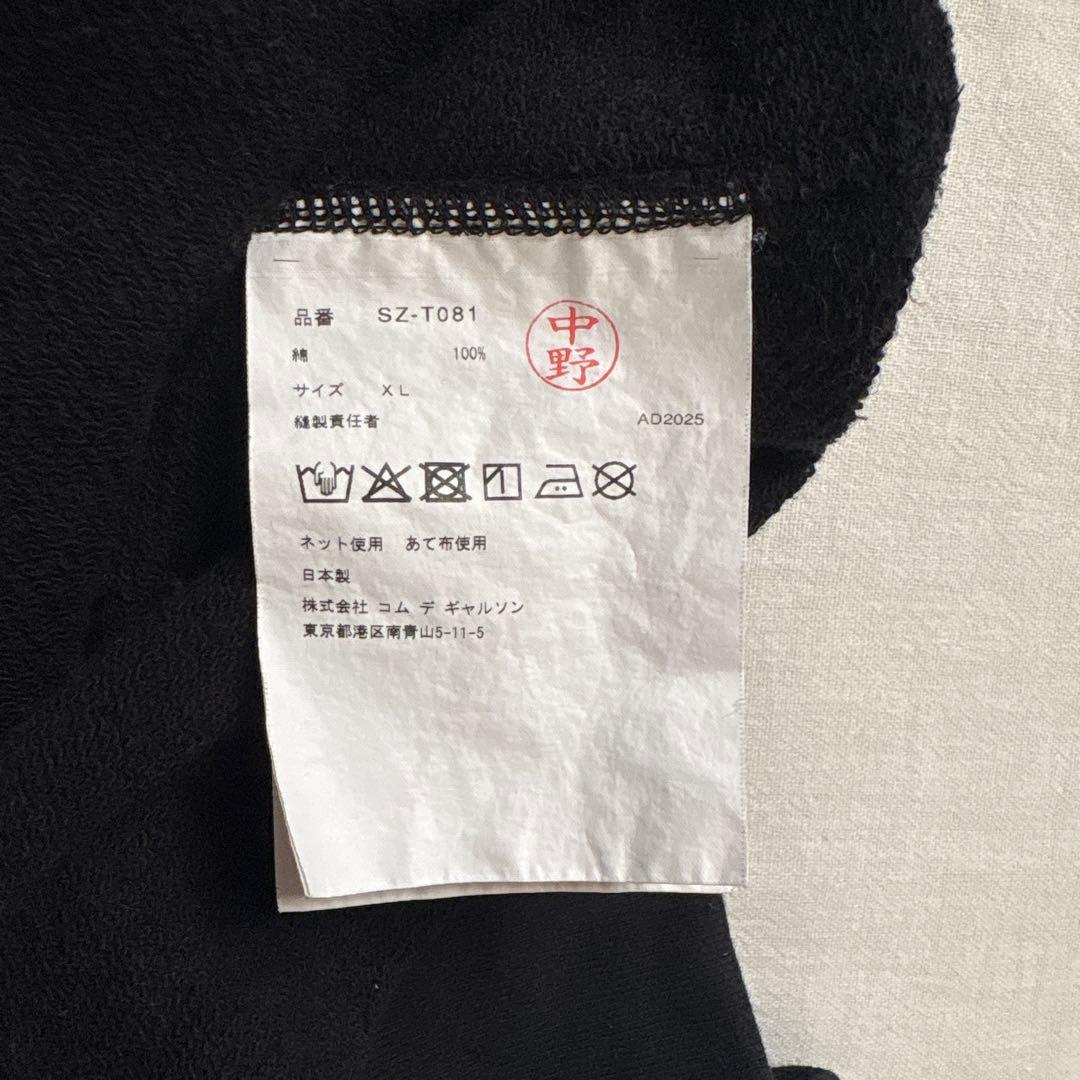 品番 SZ-T081
中野
綿 100%
サイズ XL
縫製責任者 AD2025
ネット使用 あて布使用
日本製
株式会社 コム デ ギャルソン
東京都港区南青山5-11-5